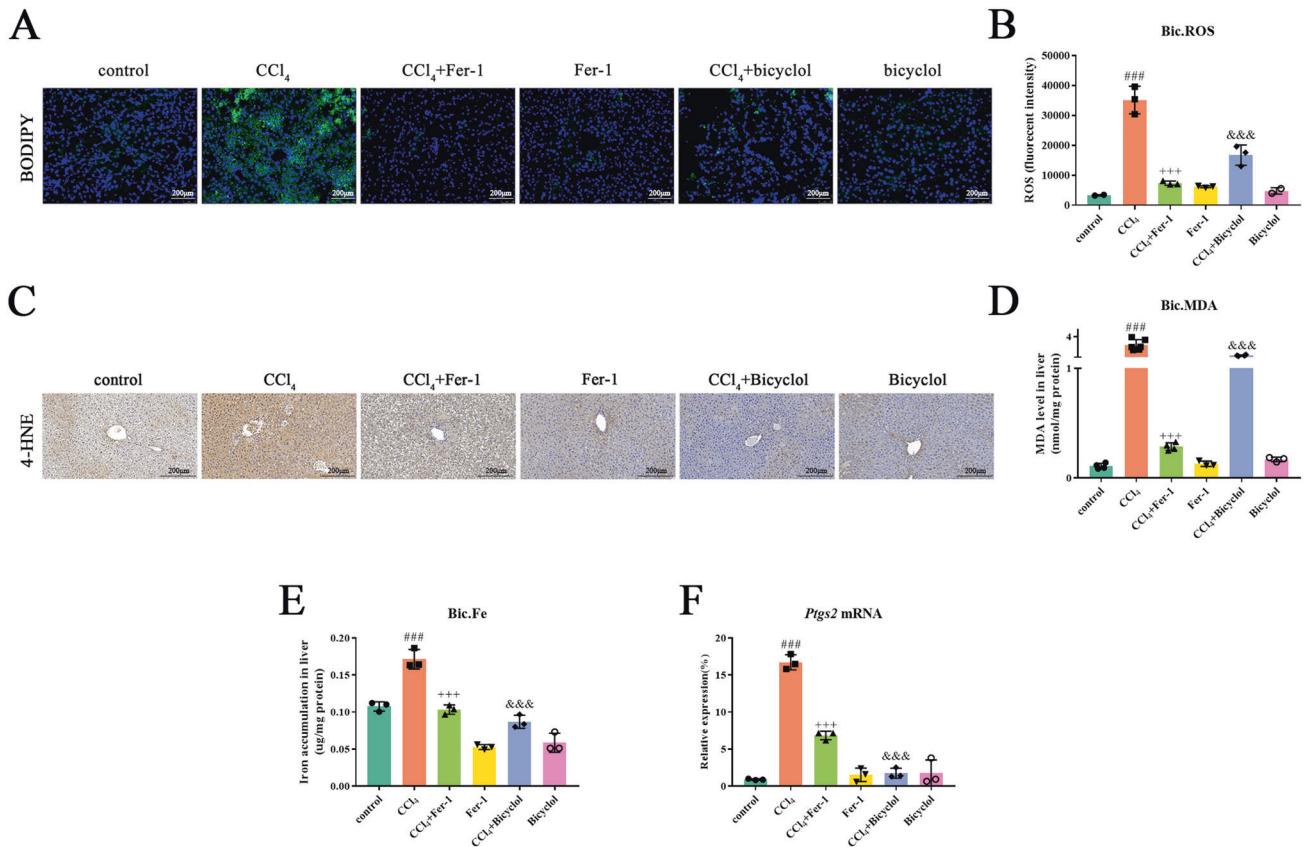 A
control CCl4 CCl4+Fer-1 Fer-1 CCl4+bicyclol bicyclol
BODIPY
200μm 200μm 200μm 200μm 200μm 200μm
B
Bic.ROS
ROS (fluorecent intensity)
50000
40000
30000
20000
10000
0
###
+++
&&&
control CCl4 CCl4+Fer-1 Fer-1 CCl4+Bicyclol Bicyclol
C
control CCl4 CCl4+Fer-1 Fer-1 CCl4+Bicyclol Bicyclol
4-HNE
200μm 200μm 200μm 200μm 200μm 200μm
D
Bic.MDA
MDA level in liver
(nmol/mg protein)
4
1
0
###
+++
&&&
control CCl4 CCl4+Fer-1 Fer-1 CCl4+Bicyclol Bicyclol
E
Bic.Fe
Iron accumulation in liver
(ug/mg protein)
0.20
0.15
0.10
0.05
0.00
###
+++
&&&
control CCl4 CCl4+Fer-1 Fer-1 CCl4+Bicyclol Bicyclol
F
Ptgs2 mRNA
Relative expression(%)
20
15
10
5
0
###
+++
&&&
control CCl4 CCl4+Fer-1 Fer-1 CCl4+Bicyclol Bicyclol